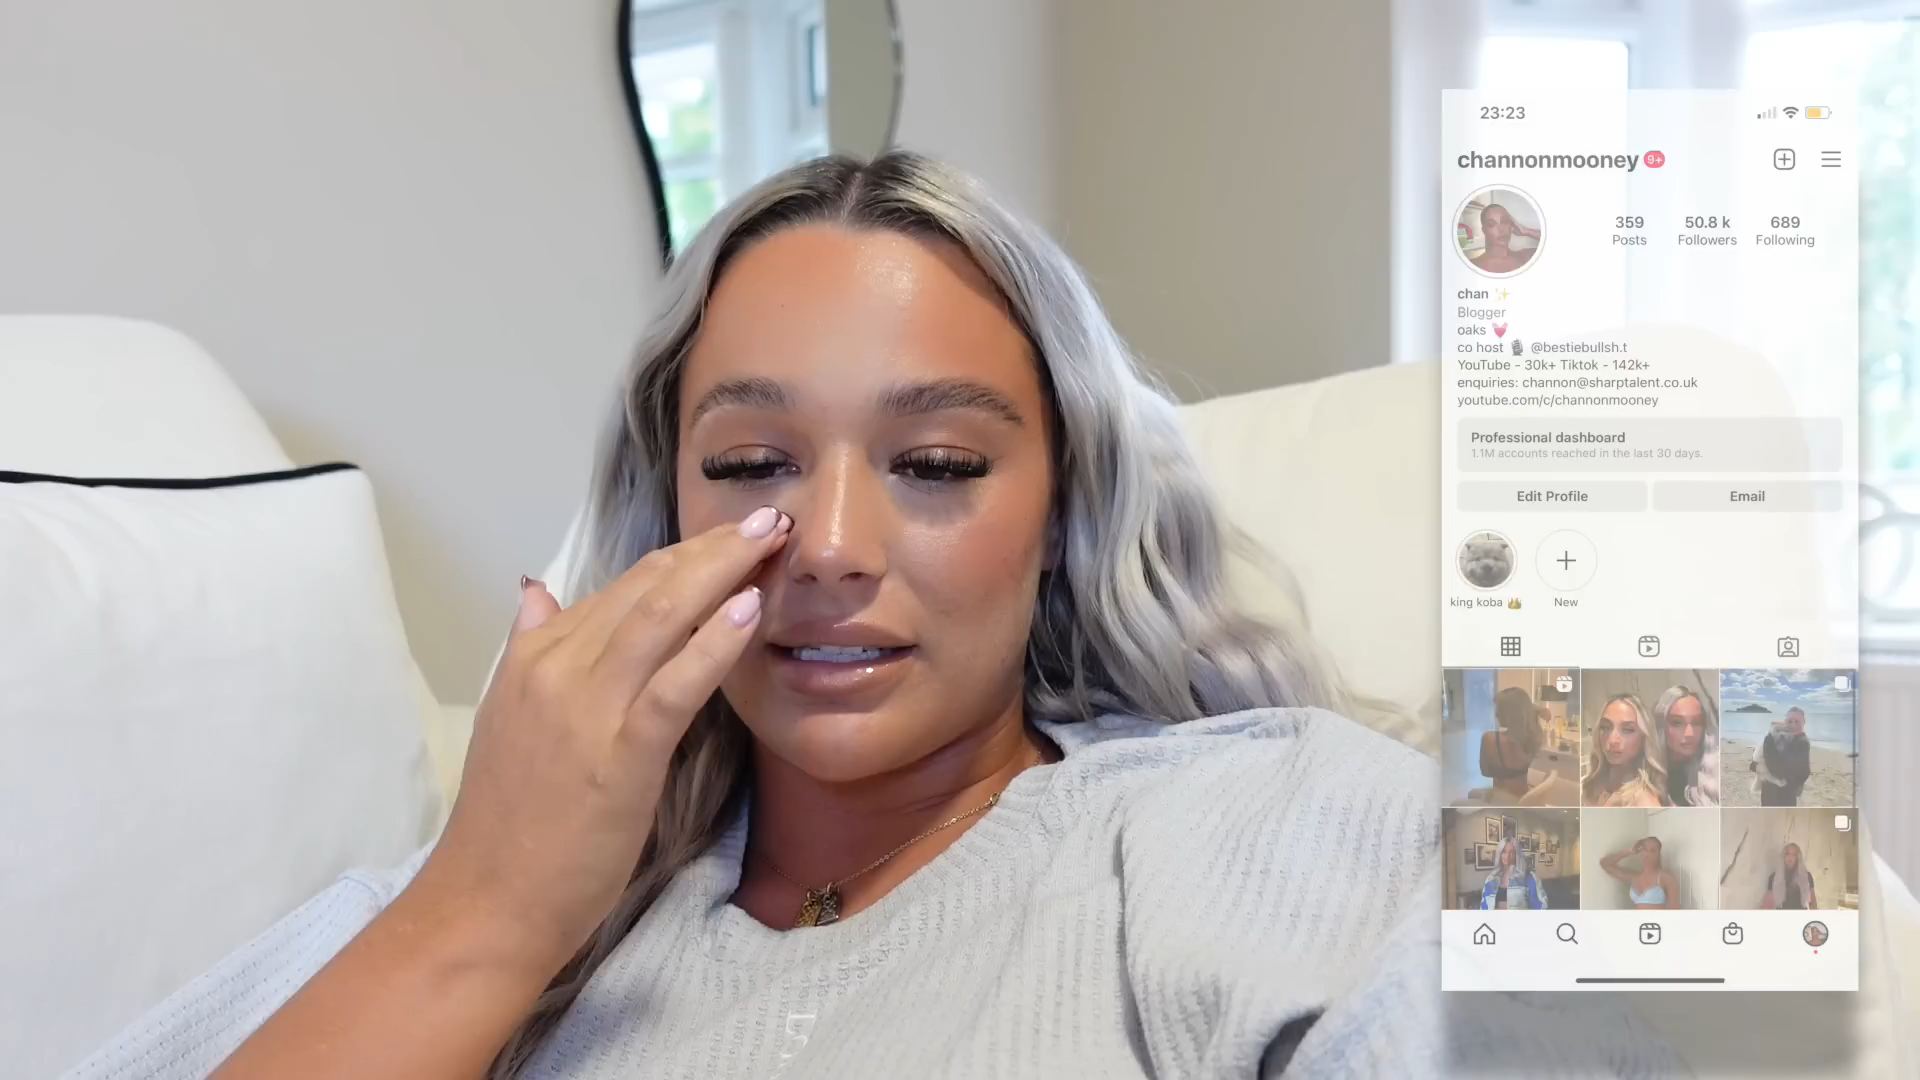 23:23
channonmooney 9+
359 50.8 k 689
Posts Followers Following
chan ✨
Blogger
oaks 💓
co host 🎙 @bestiebullsh.t
YouTube - 30k+ Tiktok - 142k+
enquiries: channon@sharptalent.co.uk
youtube.com/c/channonmooney
Professional dashboard
1.1M accounts reached in the last 30 days.
Edit Profile Email
king koba 👑 New